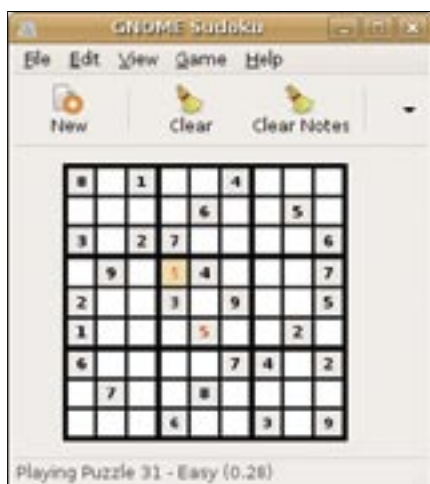 GNOME Sudoku
File Edit View Game Help
New Clear Clear Notes
8 1 4
6 5
3 2 7 6
9 5 4 7
2 3 9 5
1 5 2
6 7 4 2
7 8
6 3 9
Playing Puzzle 31 - Easy (0.28)